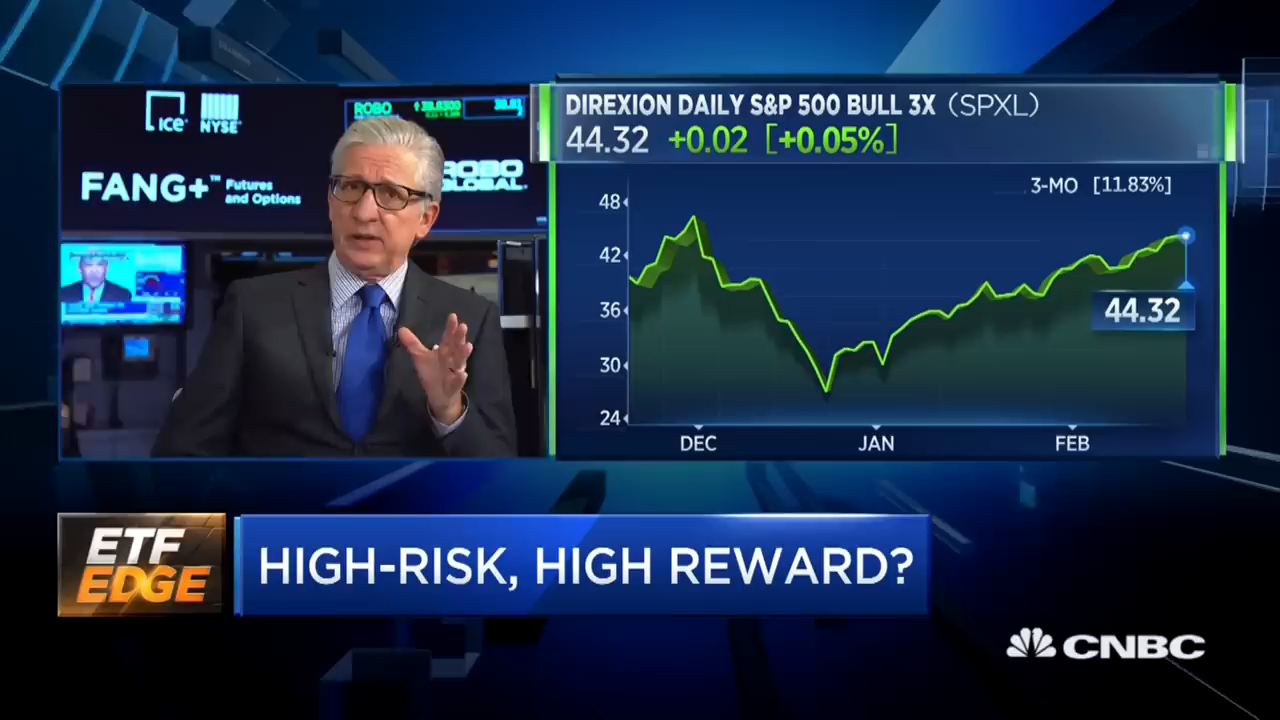 ICE
NYSE
ROBO
FANG+™ Futures
and Options
ROBO
GLOBAL
DIREXION DAILY S&P 500 BULL 3X (SPXL)
44.32 +0.02 [+0.05%]
3-MO [11.83%]
48
42
36
30
24
44.32
DEC JAN FEB
ETF
EDGE
HIGH-RISK, HIGH REWARD?
CNBC